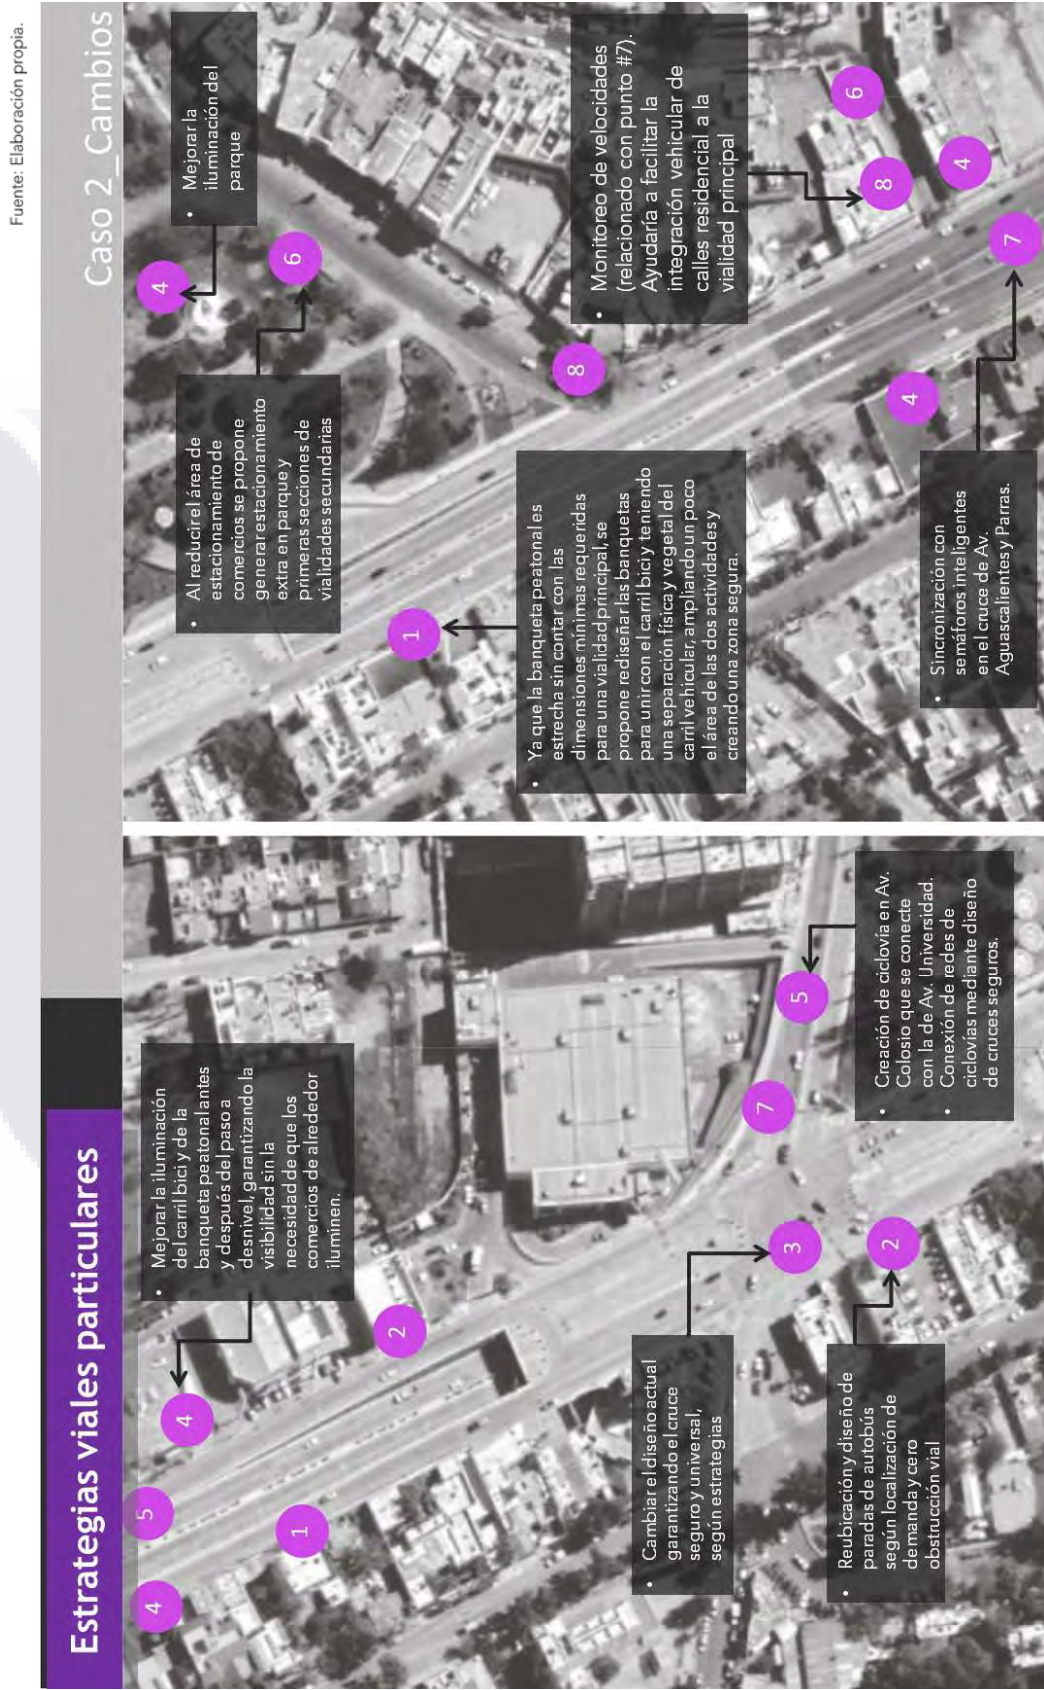 Estrategias viales particulares
Caso 2_Cambios
• Mejorar la iluminación
del carril bici y de la
banqueta peatonal antes
y después del paso a
desnivel, garantizando la
visibilidad sin la
necesidad de que los
comercios de alrededor
iluminen.
• Cambiar el diseño actual
garantizando el cruce
seguro y universal,
según estrategias
• Reubicación y diseño de
paradas de autobús
según localización de
demanda y cero
obstrucción vial
• Creación de ciclovía en Av.
Colosio que se conecte
con la de Av. Universidad.
• Conexión de redes de
ciclovías mediante diseño
de cruces seguros.
4
5
4
1
2
3
2
7
5
• Al reducir el área de
estacionamiento de
comercios se propone
generar estacionamiento
extra en parque y
primeras secciones de
vialidades secundarias
• Mejorar la
iluminación del
parque
• Ya que la banqueta peatonal es
estrecha sin contar con las
dimensiones mínimas requeridas
para una vialidad principal, se
propone rediseñar las banquetas
para unir con el carril bici y teniendo
una separación física y vegetal del
carril vehicular, ampliando un poco
el área de las dos actividades y
creando una zona segura.
• Monitoreo de velocidades
(relacionado con punto #7).
Ayudaría a facilitar la
integración vehicular de
calles residencial a la
vialidad principal
• Sincronización con
semáforos inteligentes
en el cruce de Av.
Aguascalientes y Parras.
4
6
1
8
4
8
6
4
7
Fuente: Elaboración propia.